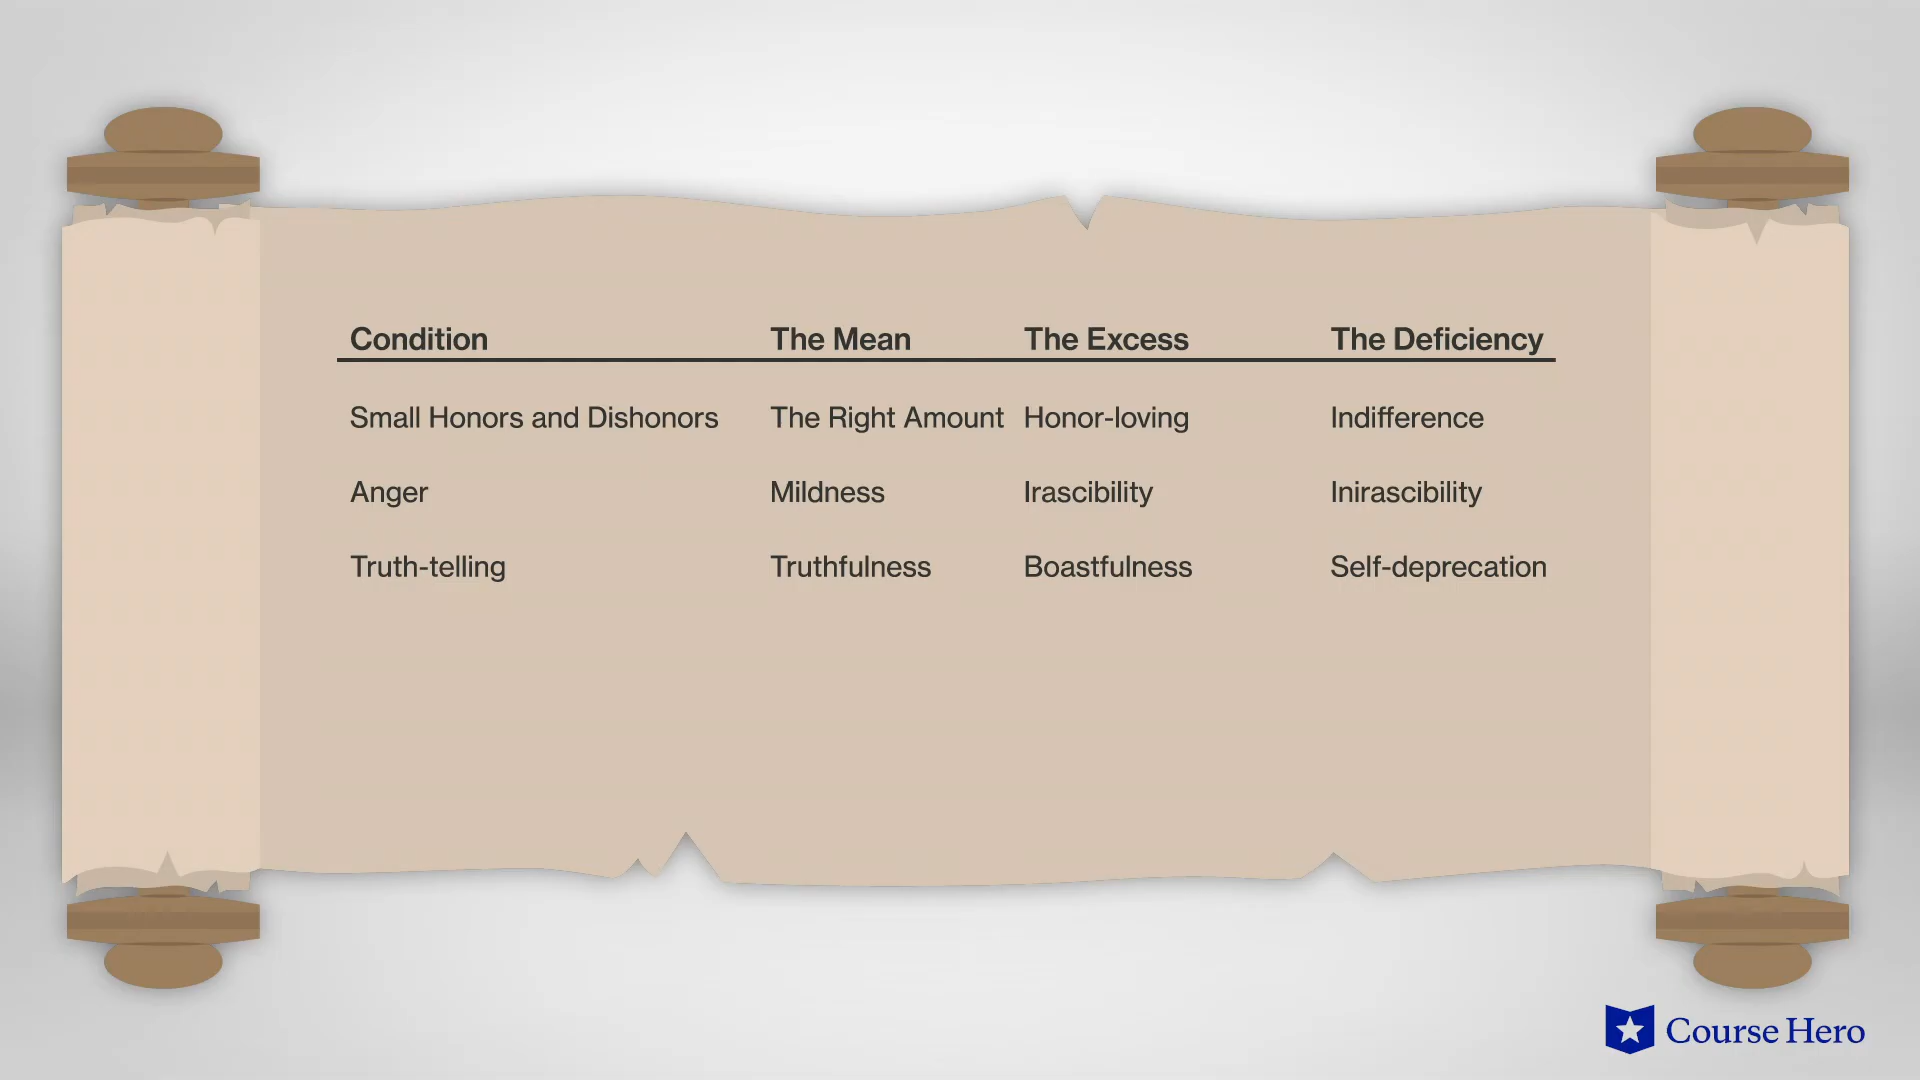 Condition The Mean The Excess The Deficiency
Small Honors and Dishonors The Right Amount Honor-loving Indifference
Anger Mildness Irascibility Inirascibility
Truth-telling Truthfulness Boastfulness Self-deprecation
Course Hero